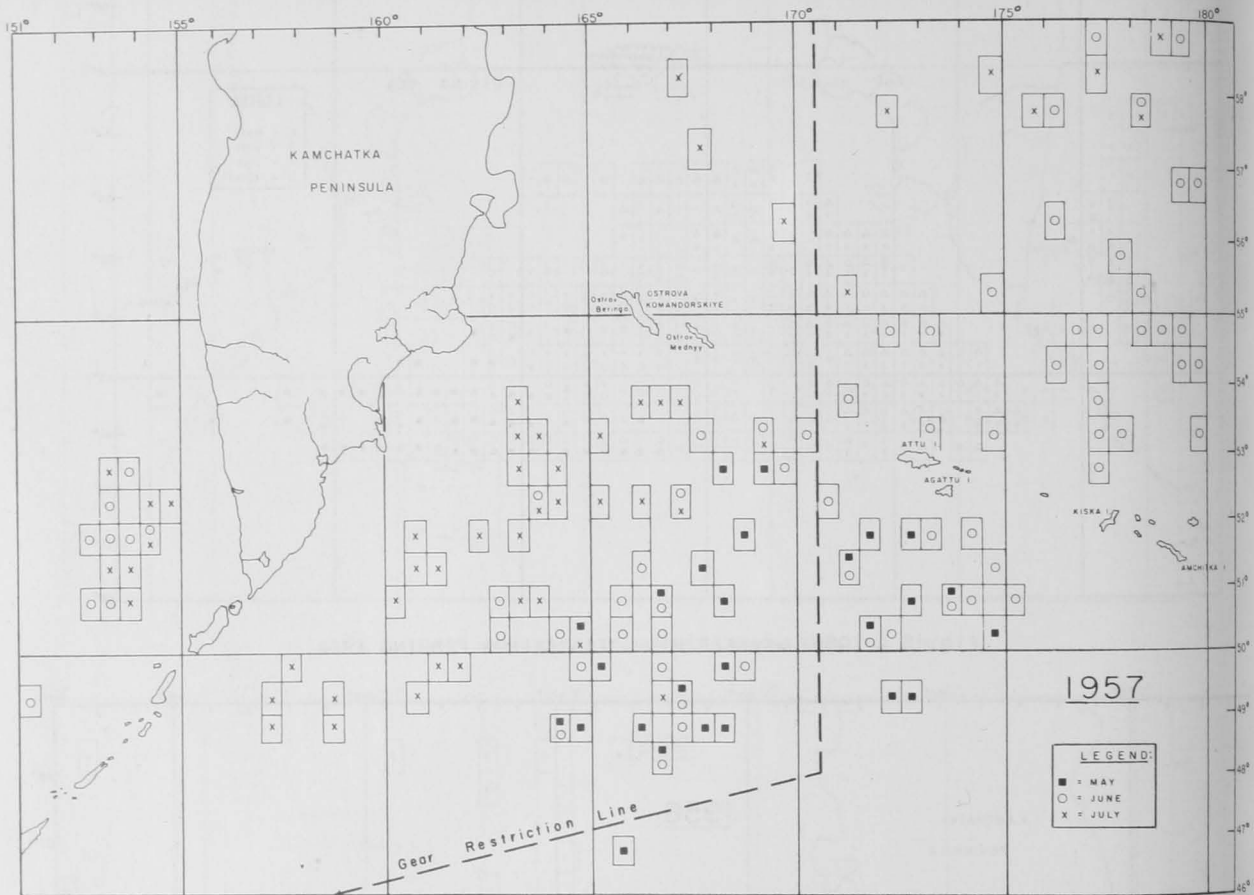 151° 155° 160° 165° 170° 175° 180°
58°
KAMCHATKA
PENINSULA
57°
56°
Ostrov
Beringa
OSTROVA
KOMANDORSKIYE
Ostrov
Mednyy
55°
54°
53°
ATTU I.
AGATTU I.
KISKA I.
52°
AMCHITKA I.
51°
50°
1957
49°
LEGEND:
■ = MAY
○ = JUNE
x = JULY
48°
47°
Gear Restriction Line
46°